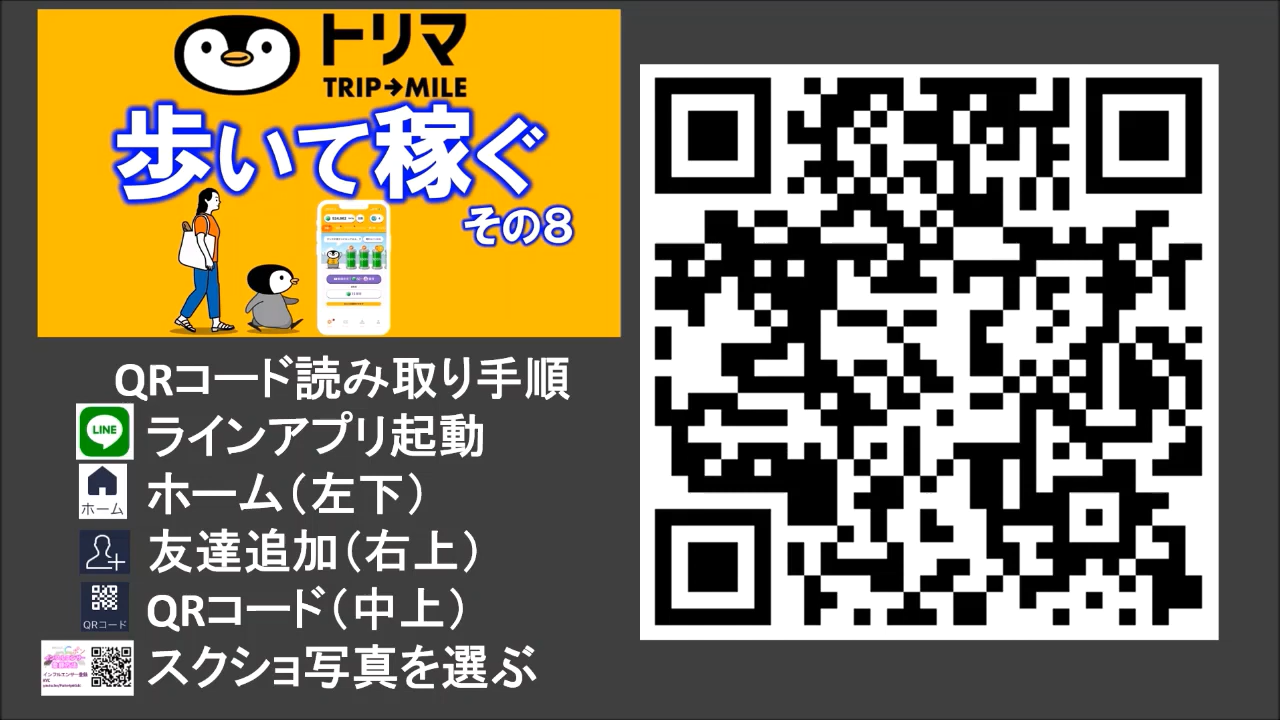 トリマ
TRIP→MILE
歩いて稼ぐ
その8
QRコード読み取り手順
LINE
ラインアプリ起動
ホーム
ホーム(左下)
友達追加(右上)
QRコード
QRコード(中上)
スクショ写真を選ぶ